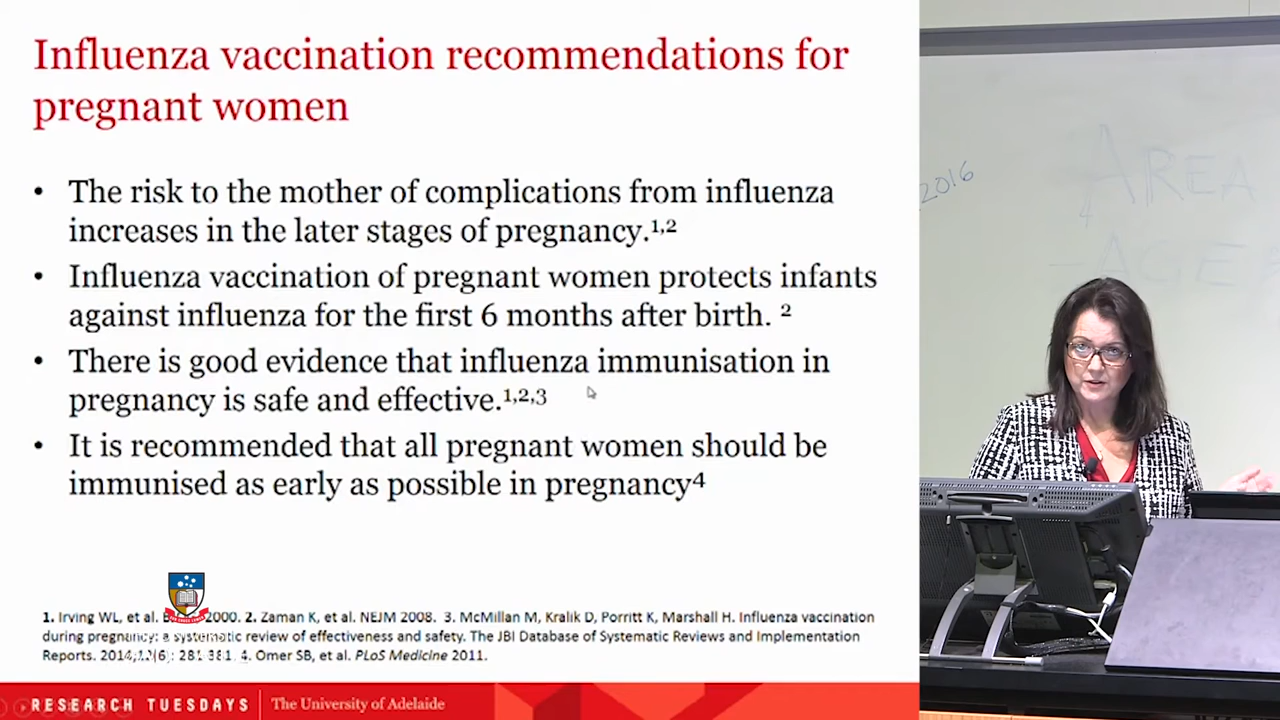 Influenza vaccination recommendations for
pregnant women
• The risk to the mother of complications from influenza
increases in the later stages of pregnancy.¹,²
• Influenza vaccination of pregnant women protects infants
against influenza for the first 6 months after birth. ²
• There is good evidence that influenza immunisation in
pregnancy is safe and effective.¹,²,³
• It is recommended that all pregnant women should be
immunised as early as possible in pregnancy⁴
1. Irving WL, et al. 2000. 2. Zaman K, et al. NEJM 2008. 3. McMillan M, Kralik D, Porritt K, Marshall H. Influenza vaccination
during pregnancy: a systematic review of effectiveness and safety. The JBI Database of Systematic Reviews and Implementation
Reports. 2014;12(6) 281-381. 4. Omer SB, et al. PLoS Medicine 2011.
RESEARCH TUESDAYS The University of Adelaide
2016
AREA